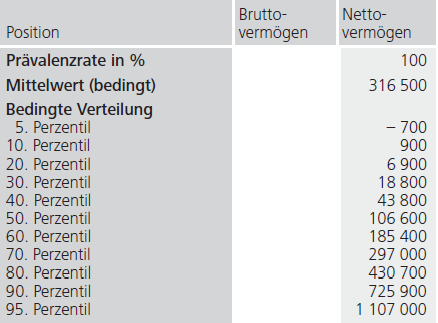 Position Brutto-vermögen Netto-vermögen
Prävalenzrate in % 100
Mittelwert (bedingt) 316 500
Bedingte Verteilung
5. Perzentil – 700
10. Perzentil 900
20. Perzentil 6 900
30. Perzentil 18 800
40. Perzentil 43 800
50. Perzentil 106 600
60. Perzentil 185 400
70. Perzentil 297 000
80. Perzentil 430 700
90. Perzentil 725 900
95. Perzentil 1 107 000